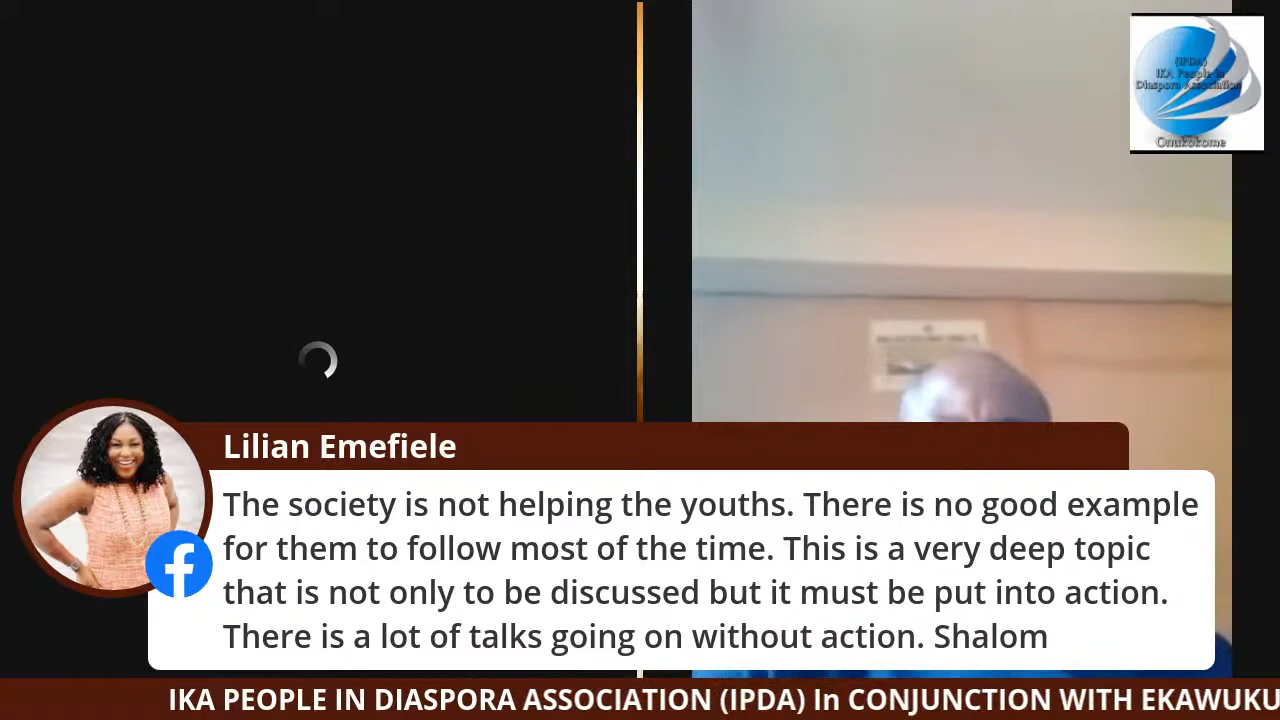 (IPDA)
IKA People in
Diaspora Association
Onukokome
Lilian Emefiele
The society is not helping the youths. There is no good example
for them to follow most of the time. This is a very deep topic
that is not only to be discussed but it must be put into action.
There is a lot of talks going on without action. Shalom
IKA PEOPLE IN DIASPORA ASSOCIATION (IPDA) In CONJUNCTION WITH EKAWUKU